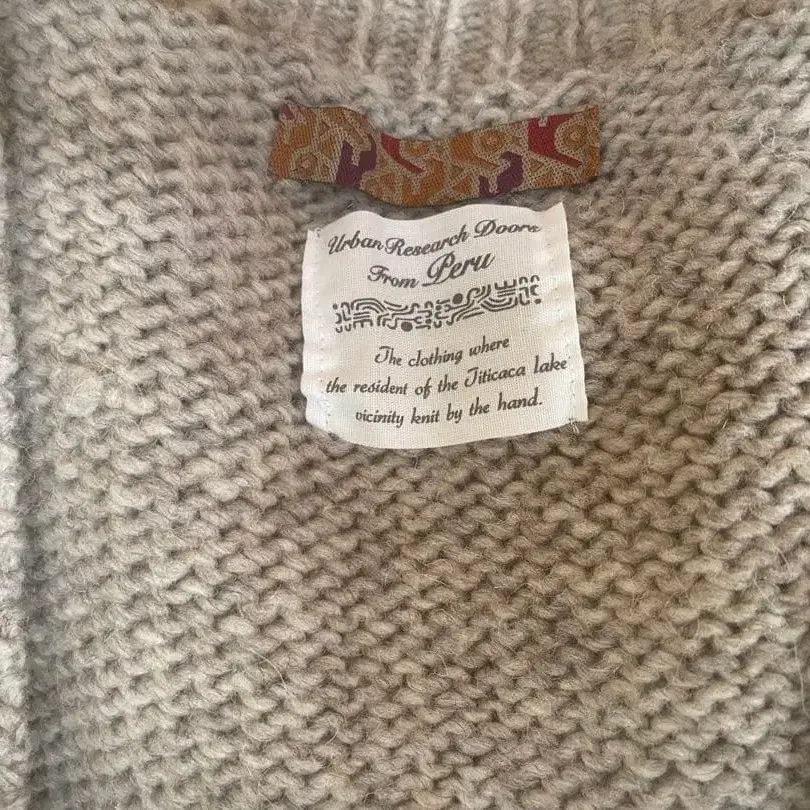 Urban Research Doors
From Peru
The clothing where
the resident of the Titicaca lake
vicinity knit by the hand.